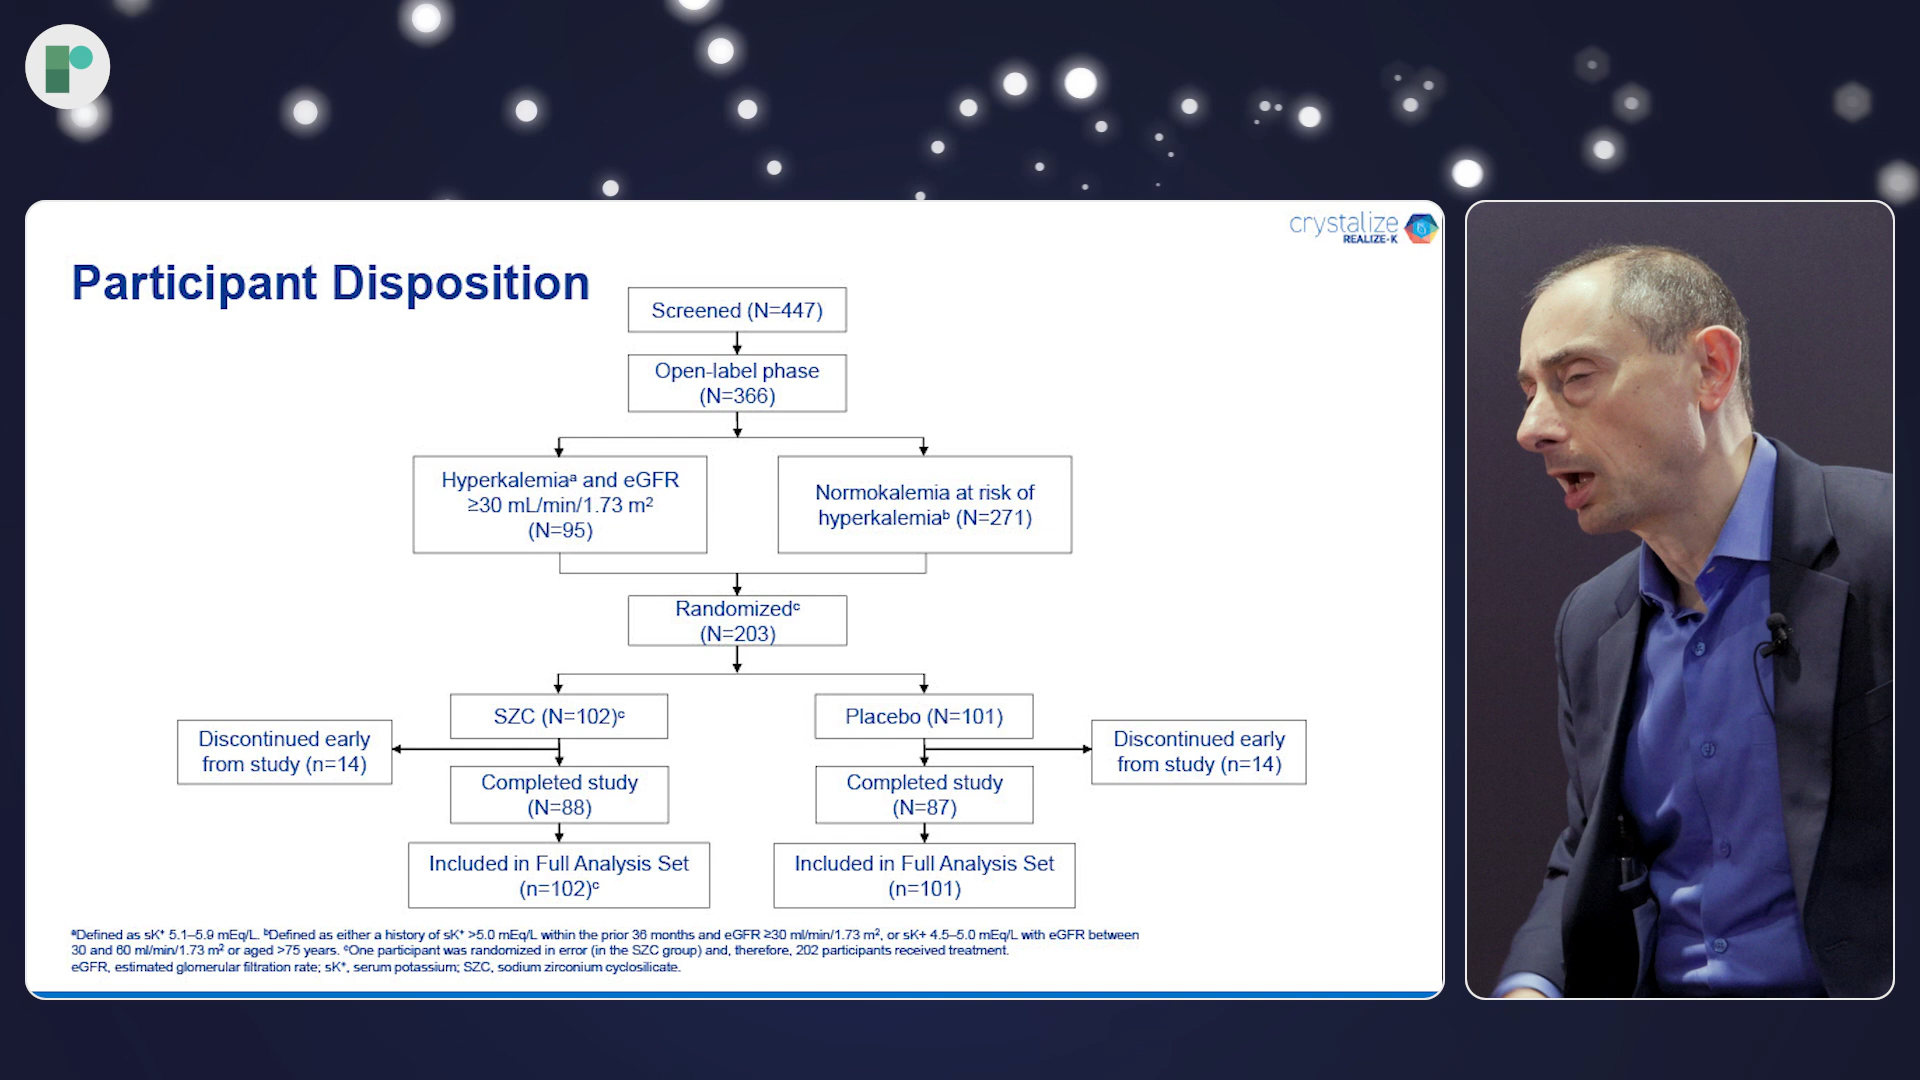 crystalize
REALIZE-K
Participant Disposition
Screened (N=447)
Open-label phase
(N=366)
Hyperkalemiaᵃ and eGFR
≥30 mL/min/1.73 m²
(N=95)
Normokalemia at risk of
hyperkalemiaᵇ (N=271)
Randomizedᶜ
(N=203)
SZC (N=102)ᶜ
Placebo (N=101)
Discontinued early
from study (n=14)
Discontinued early
from study (n=14)
Completed study
(N=88)
Completed study
(N=87)
Included in Full Analysis Set
(n=102)ᶜ
Included in Full Analysis Set
(n=101)
ᵃDefined as sK⁺ 5.1–5.9 mEq/L. ᵇDefined as either a history of sK⁺ >5.0 mEq/L within the prior 36 months and eGFR ≥30 ml/min/1.73 m², or sK+ 4.5–5.0 mEq/L with eGFR between
30 and 60 ml/min/1.73 m² or aged >75 years. ᶜOne participant was randomized in error (in the SZC group) and, therefore, 202 participants received treatment.
eGFR, estimated glomerular filtration rate; sK⁺, serum potassium; SZC, sodium zirconium cyclosilicate.